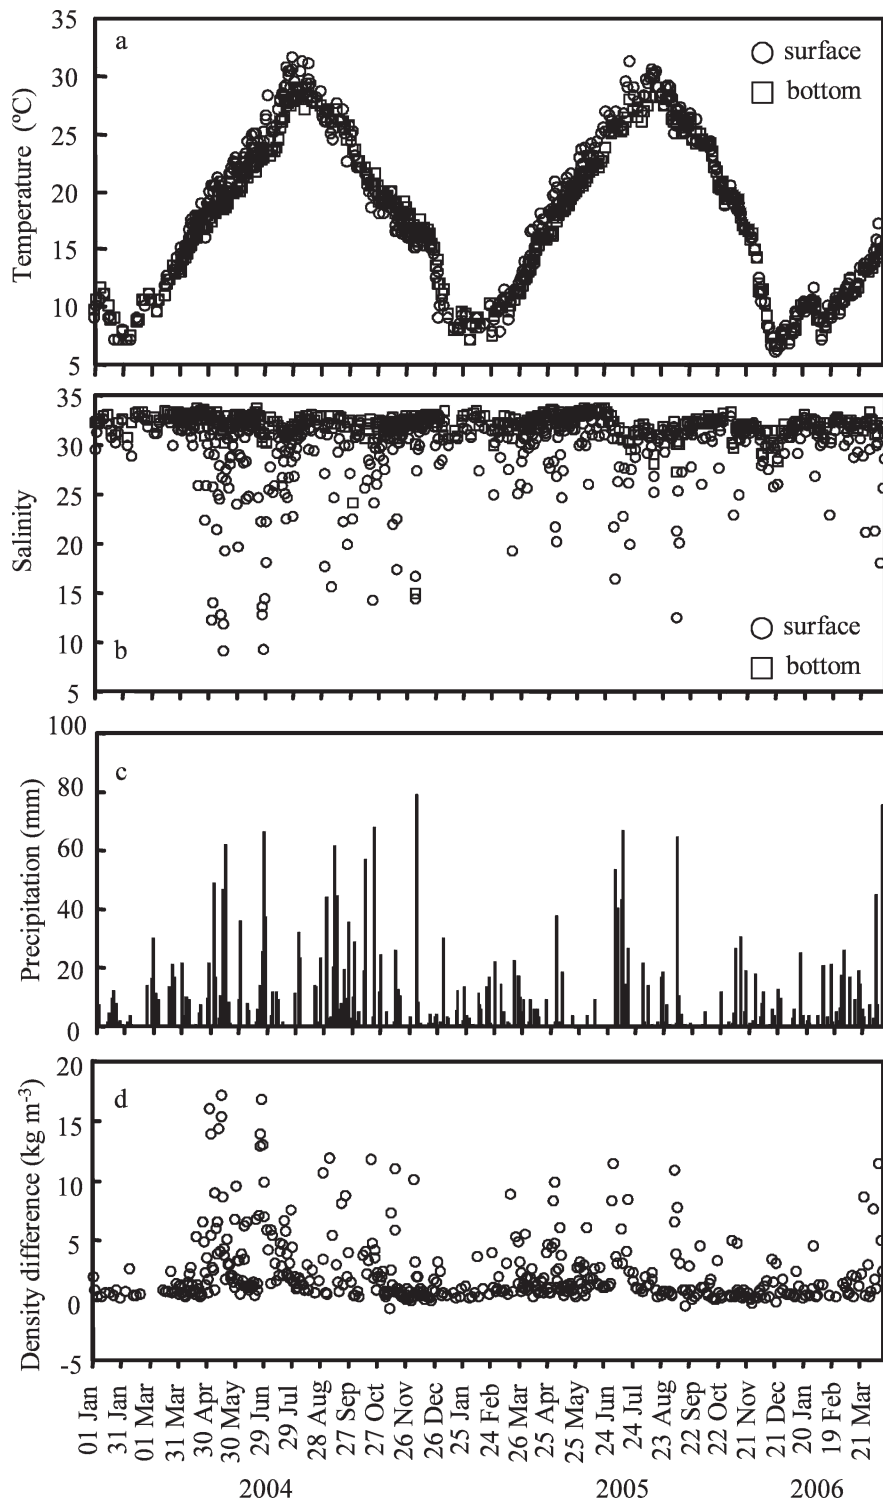 35
a
surface
30
bottom
25
20
15
10
5
Temperature (ºC)
35
30
25
20
15
surface
10
b
bottom
5
Salinity
100
c
80
60
40
20
0
Precipitation (mm)
20
d
15
10
5
0
-5
Density difference (kg m-3)
01 Jan
31 Jan
01 Mar
31 Mar
30 Apr
30 May
29 Jun
29 Jul
28 Aug
27 Sep
27 Oct
26 Nov
26 Dec
25 Jan
24 Feb
26 Mar
25 Apr
25 May
24 Jun
24 Jul
23 Aug
22 Sep
22 Oct
21 Nov
21 Dec
20 Jan
19 Feb
21 Mar
2004 2005 2006